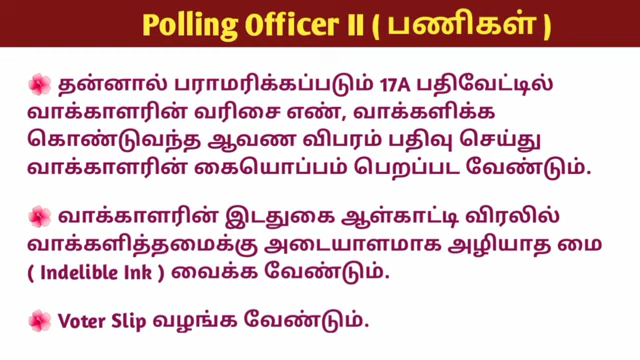 Polling Officer II ( பணிகள் )
தன்னால் பராமரிக்கப்படும் 17A பதிவேட்டில்
வாக்காளரின் வரிசை எண், வாக்களிக்க
கொண்டுவந்த ஆவண விபரம் பதிவு செய்து
வாக்காளரின் கையொப்பம் பெறப்பட வேண்டும்.
வாக்காளரின் இடதுகை ஆள்காட்டி விரலில்
வாக்களித்தமைக்கு அடையாளமாக அழியாத மை
( Indelible Ink ) வைக்க வேண்டும்.
Voter Slip வழங்க வேண்டும்.